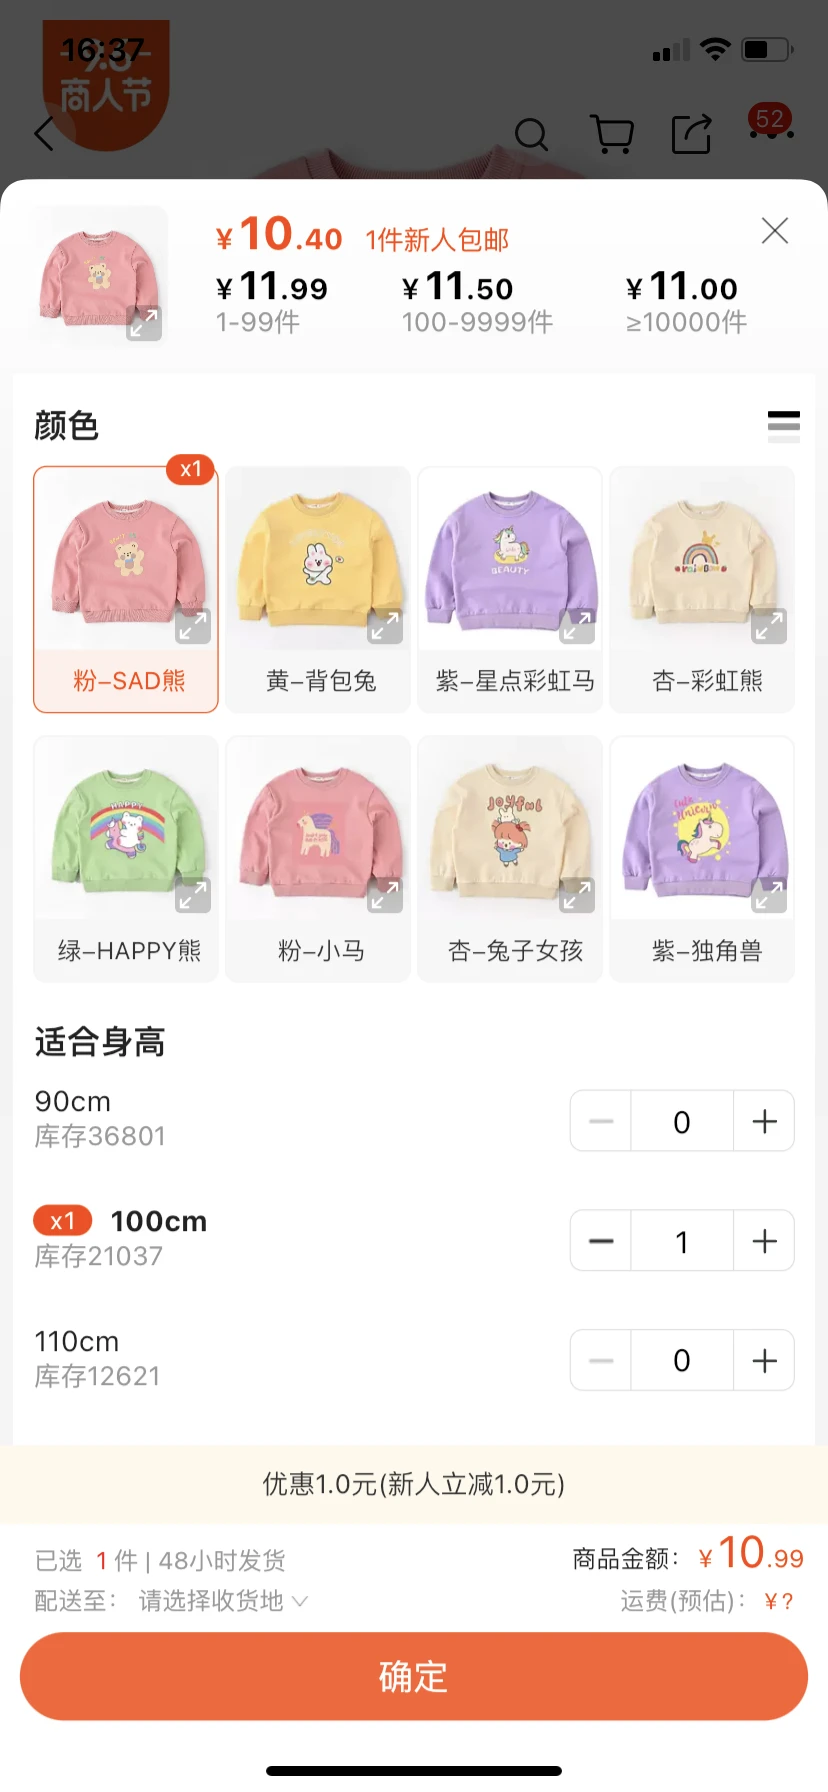 16:37
9.8
商人节
52
¥10.40 1件新人包邮
¥11.99 ¥11.50 ¥11.00
1-99件 100-9999件 ≥10000件
颜色
x1
BEAUTY
RAINBOW
粉–SAD熊 黄–背包兔 紫–星点彩虹马 杏–彩虹熊
HAPPY
Joyful
cute
Unicorn
绿–HAPPY熊 粉–小马 杏–兔子女孩 紫–独角兽
适合身高
90cm
库存36801
0
x1 100cm
库存21037
1
110cm
库存12621
0
优惠1.0元(新人立减1.0元)
已选 1 件 | 48小时发货 商品金额: ¥10.99
配送至: 请选择收货地 运费(预估): ¥?
确定